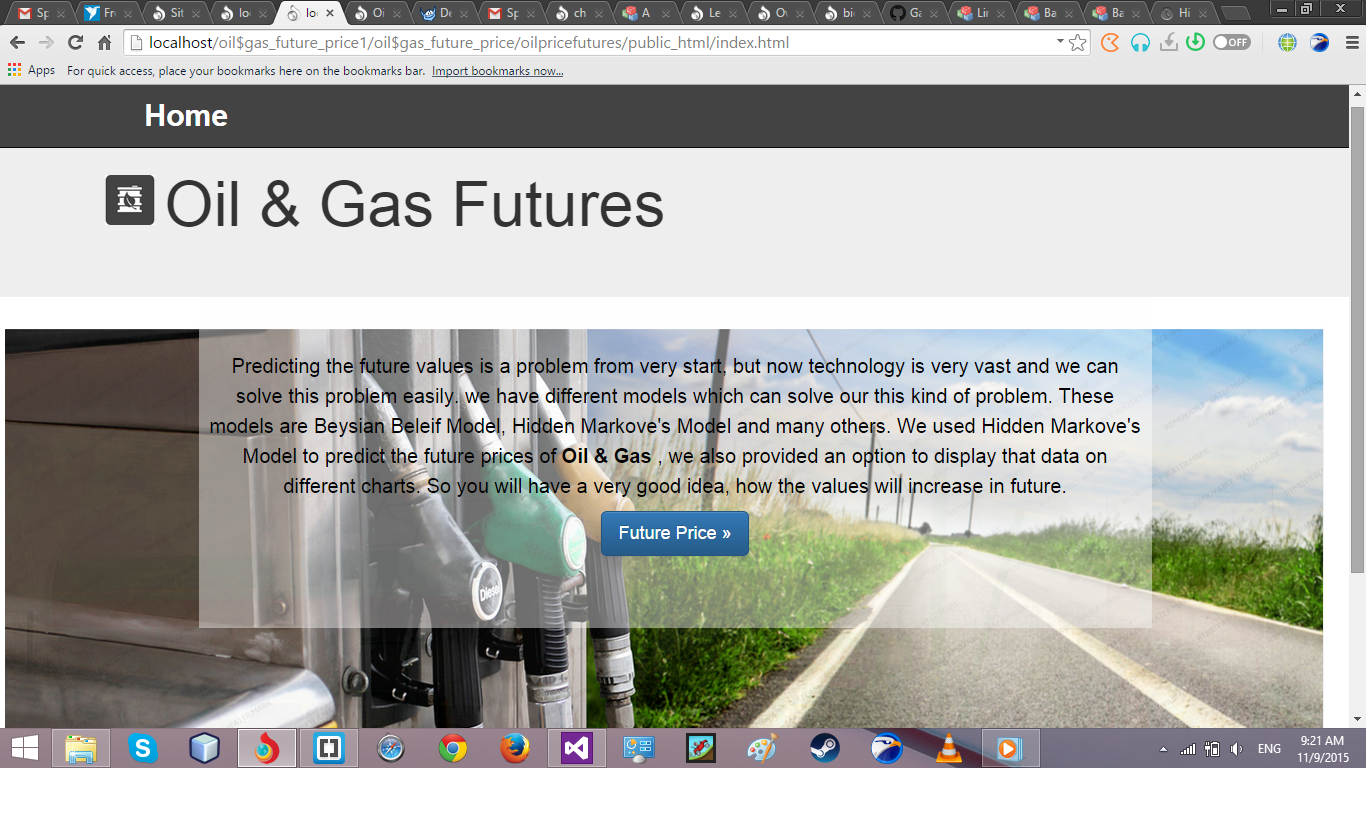 Sp Fr Sit lo lo Oi De Sp ch A Le Ov bi Ga Lin Ba Ba Hi
localhost/oil$gas_future_price1/oil$gas_future_price/oilpricefutures/public_html/index.html OFF
Apps For quick access, place your bookmarks here on the bookmarks bar. Import bookmarks now...
Home
Oil & Gas Futures
Predicting the future values is a problem from very start, but now technology is very vast and we can
solve this problem easily. we have different models which can solve our this kind of problem. These
models are Beysian Beleif Model, Hidden Markove's Model and many others. We used Hidden Markove's
Model to predict the future prices of Oil & Gas , we also provided an option to display that data on
different charts. So you will have a very good idea, how the values will increase in future.
Future Price »
Diesel
ENG
9:21 AM
11/9/2015